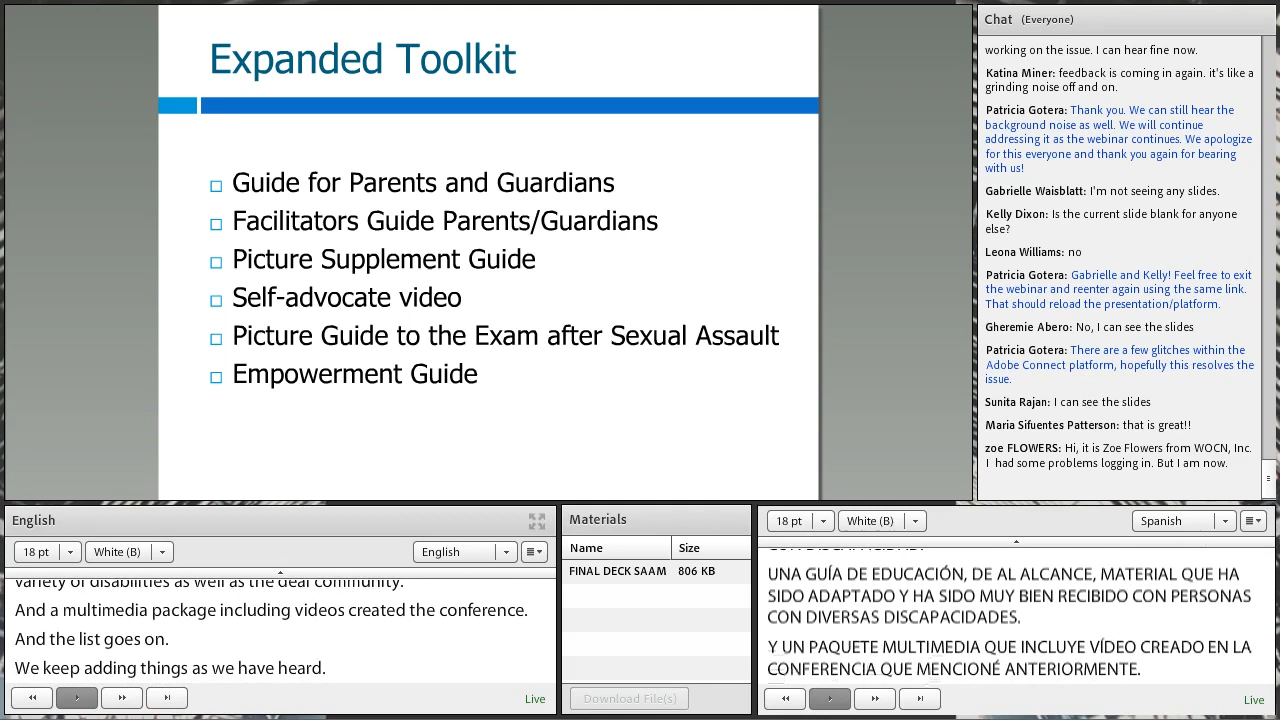 Expanded Toolkit
Guide for Parents and Guardians
Facilitators Guide Parents/Guardians
Picture Supplement Guide
Self-advocate video
Picture Guide to the Exam after Sexual Assault
Empowerment Guide
Chat (Everyone)
working on the issue. I can hear fine now.
Katina Miner: feedback is coming in again. it's like a
grinding noise off and on.
Patricia Gotera: Thank you. We can still hear the
background noise as well. We will continue
addressing it as the webinar continues. We apologize
for this everyone and thank you again for bearing
with us!
Gabrielle Waisblatt: I'm not seeing any slides.
Kelly Dixon: Is the current slide blank for anyone
else?
Leona Williams: no
Patricia Gotera: Gabrielle and Kelly! Feel free to exit
the webinar and reenter again using the same link.
That should reload the presentation/platform.
Gheremie Abero: No, I can see the slides
Patricia Gotera: There are a few glitches within the
Adobe Connect platform, hopefully this resolves the
issue.
Sunita Rajan: I can see the slides
Maria Sifuentes Patterson: that is great!!
zoe FLOWERS: Hi, it is Zoe Flowers from WOCN, Inc.
I had some problems logging in. But I am now.
English
18 pt White (B) English
variety of disabilities as well as the deaf community.
And a multimedia package including videos created the conference.
And the list goes on.
We keep adding things as we have heard.
Live
Materials
Name Size
FINAL DECK SAAM 806 KB
Download File(s)
18 pt White (B) Spanish
CON DISCAPACIDAD.
UNA GUÍA DE EDUCACIÓN, DE AL ALCANCE, MATERIAL QUE HA
SIDO ADAPTADO Y HA SIDO MUY BIEN RECIBIDO CON PERSONAS
CON DIVERSAS DISCAPACIDADES.
Y UN PAQUETE MULTIMEDIA QUE INCLUYE VÍDEO CREADO EN LA
CONFERENCIA QUE MENCIONÉ ANTERIORMENTE.
Live